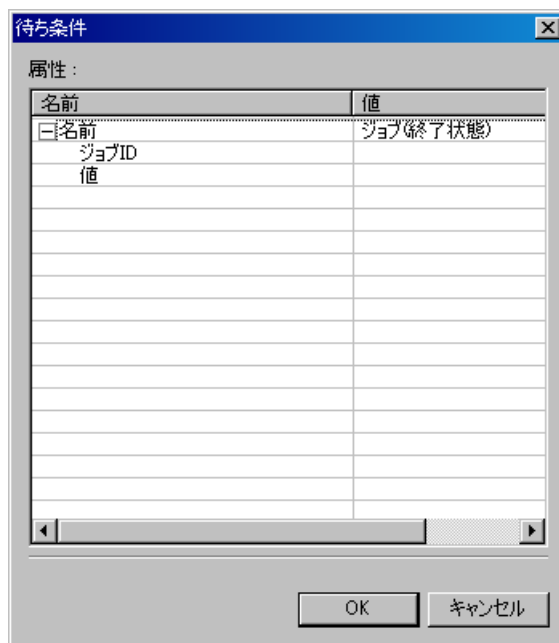 待ち条件
属性：
名前 値
名前 ジョブ(終了状態)
ジョブID
値
OK キャンセル